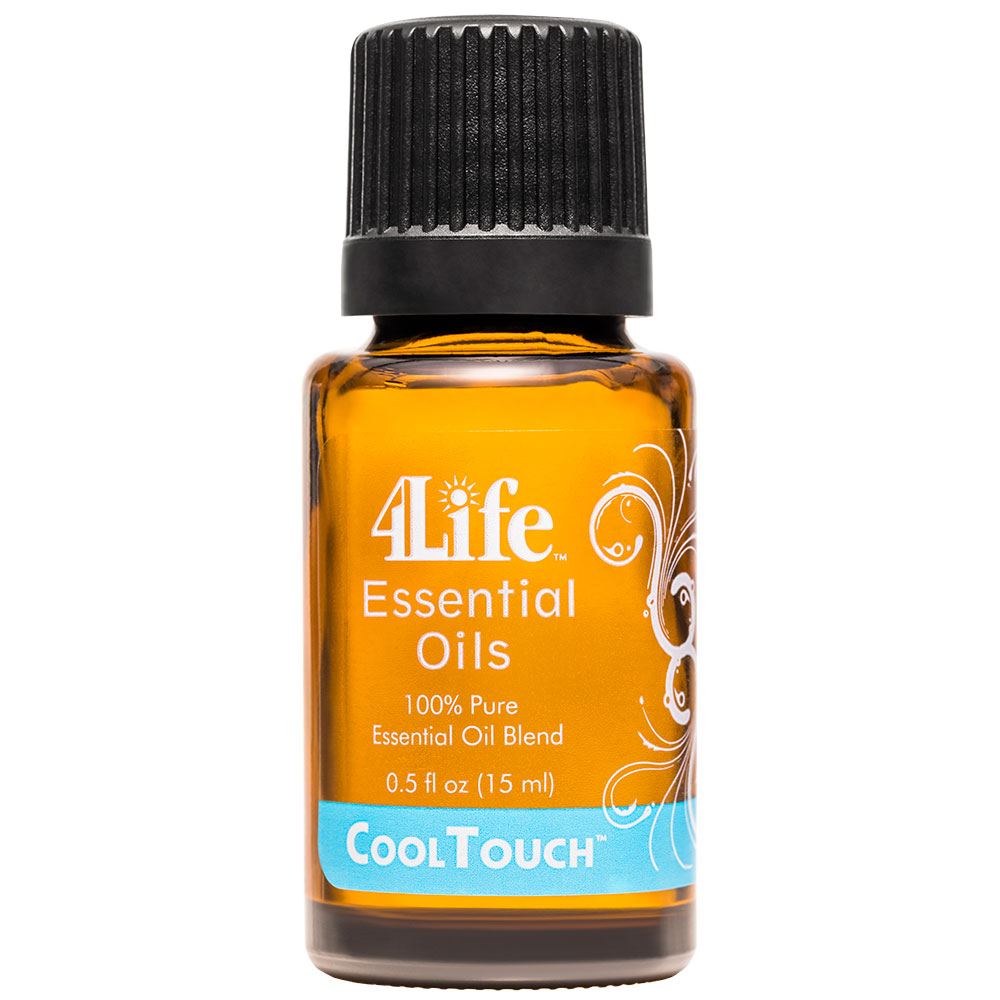 4Life™
Essential
Oils
100% Pure
Essential Oil Blend
0.5 fl oz (15 ml)
COOLTOUCH™